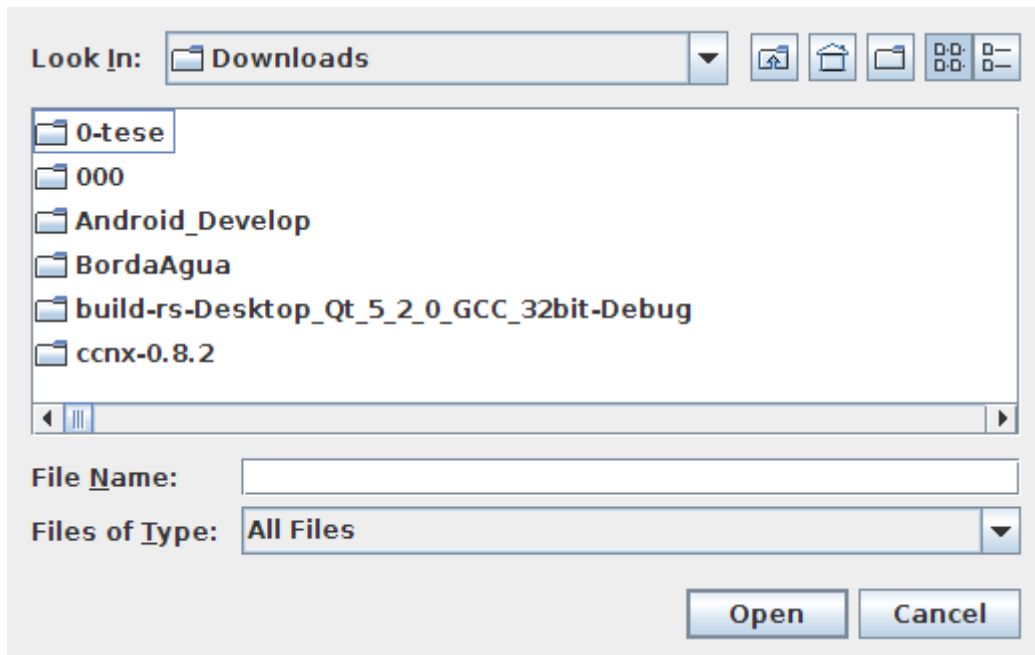 Look In: Downloads
0-tese
000
Android_Develop
BordaAgua
build-rs-Desktop_Qt_5_2_0_GCC_32bit-Debug
ccnx-0.8.2
File Name:
Files of Type: All Files
Open Cancel